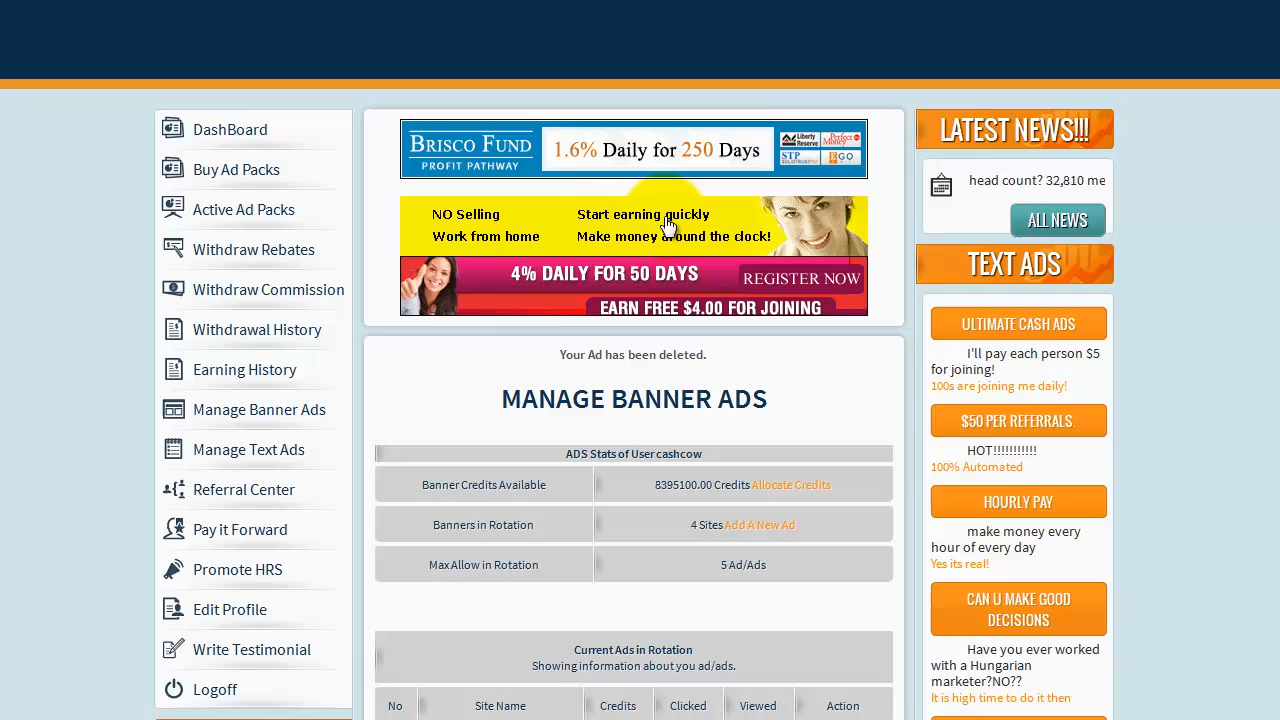 DashBoard
Buy Ad Packs
Active Ad Packs
Withdraw Rebates
Withdraw Commission
Withdrawal History
Earning History
Manage Banner Ads
Manage Text Ads
Referral Center
Pay it Forward
Promote HRS
Edit Profile
Write Testimonial
Logoff
BRISCO FUND
PROFIT PATHWAY
1.6% Daily for 250 Days
Liberty Reserve
Perfect Money
STP
EGO
NO Selling
Start earning quickly
Work from home
Make money around the clock!
4% DAILY FOR 50 DAYS
REGISTER NOW
EARN FREE $4.00 FOR JOINING
Your Ad has been deleted.
MANAGE BANNER ADS
ADS Stats of User cashcow
Banner Credits Available
8395100.00 Credits Allocate Credits
Banners in Rotation
4 Sites Add A New Ad
Max Allow in Rotation
5 Ad/Ads
Current Ads in Rotation
Showing information about you ad/ads.
No
Site Name
Credits
Clicked
Viewed
Action
LATEST NEWS!!!
head count? 32,810 me
ALL NEWS
TEXT ADS
ULTIMATE CASH ADS
I'll pay each person $5
for joining!
100s are joining me daily!
$50 PER REFERRALS
HOT!!!!!!!!!!!
100% Automated
HOURLY PAY
make money every
hour of every day
Yes its real!
CAN U MAKE GOOD
DECISIONS
Have you ever worked
with a Hungarian
marketer?NO??
It is high time to do it then